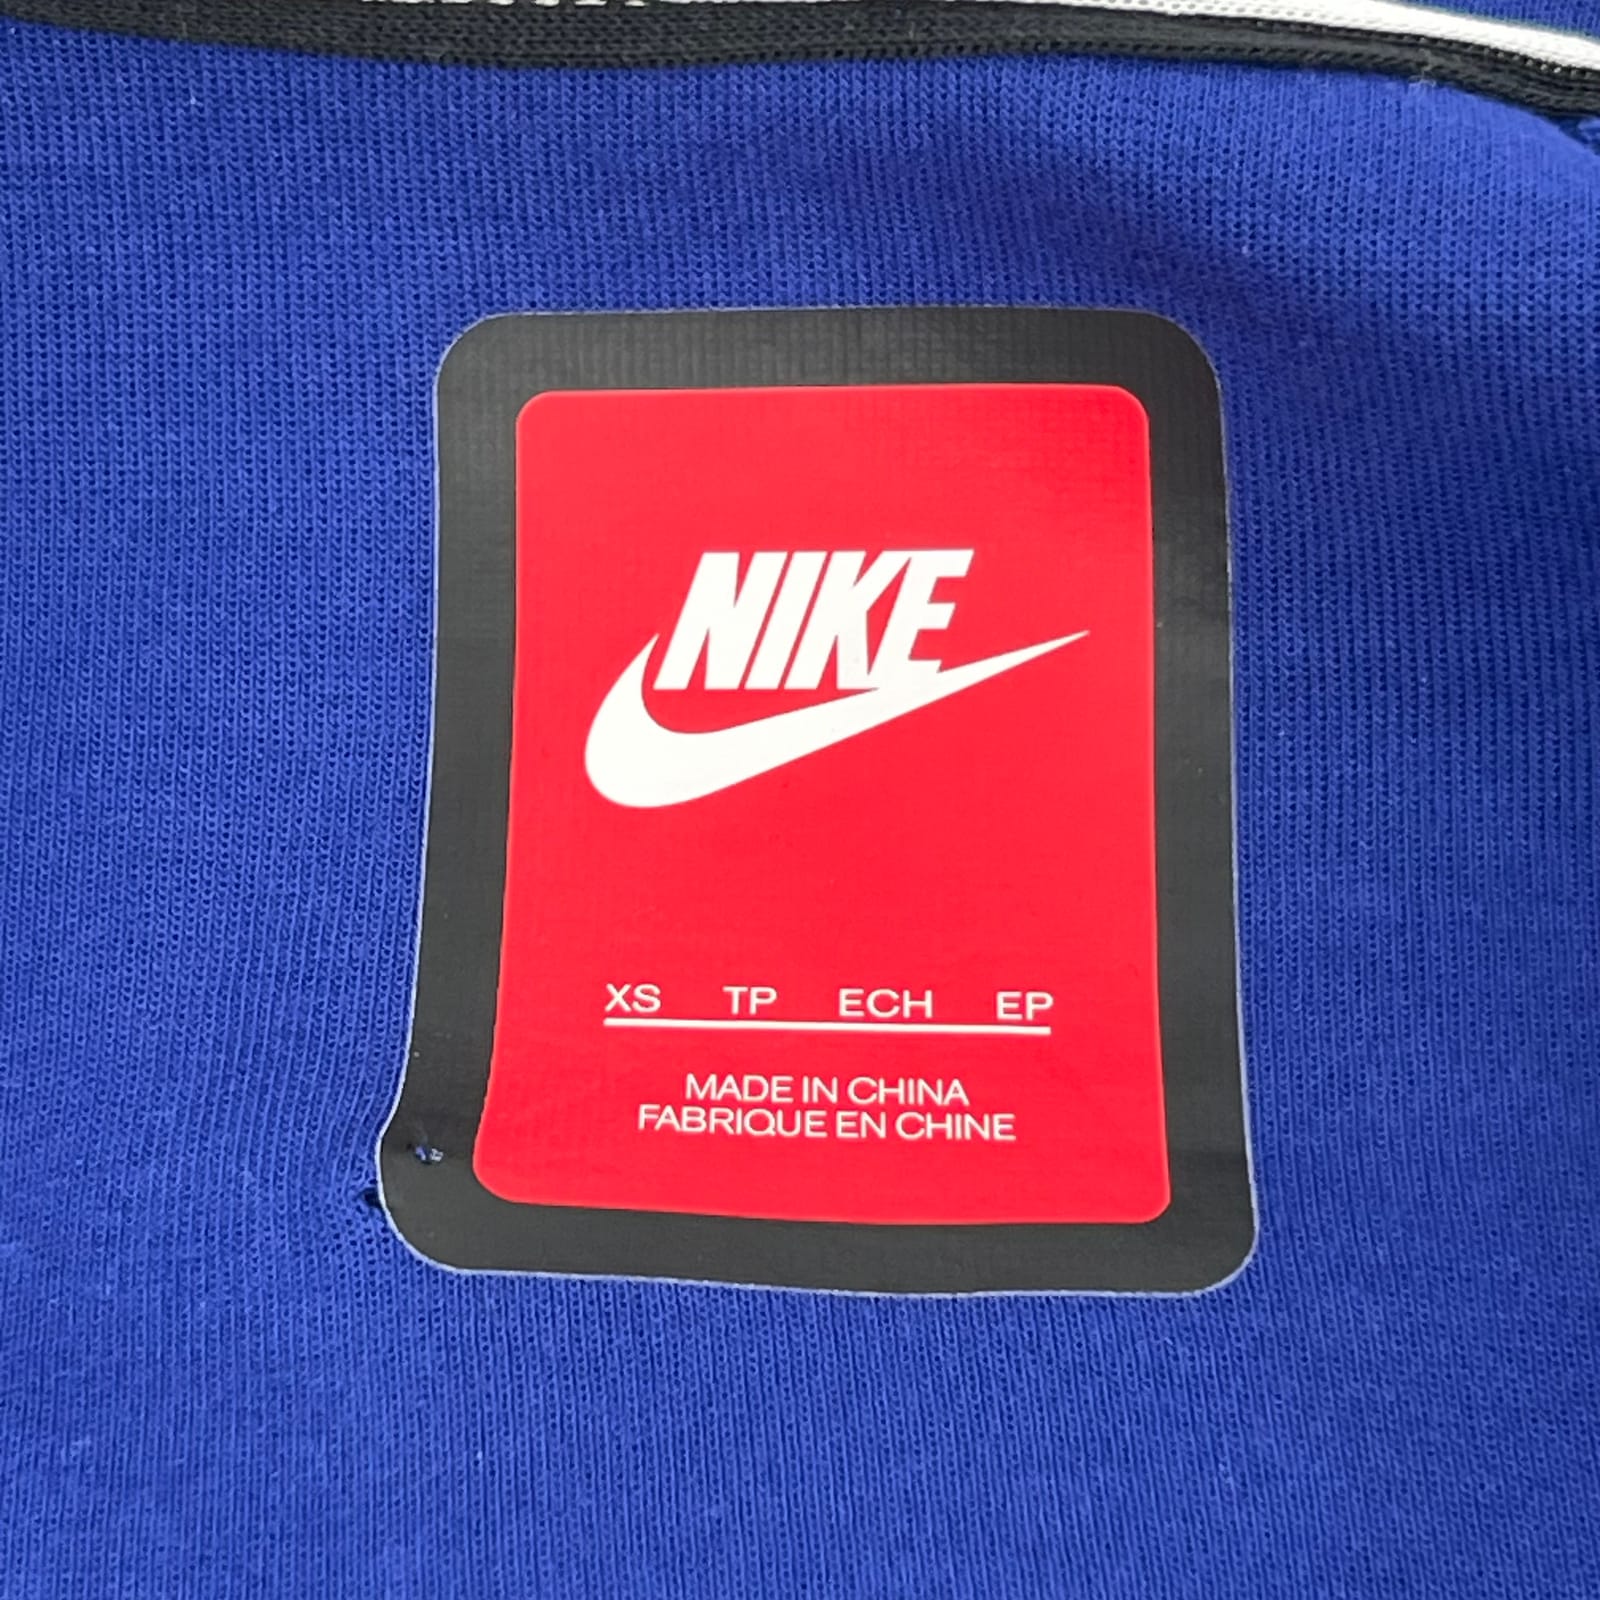 NIKE
XS TP ECH EP
MADE IN CHINA
FABRIQUE EN CHINE